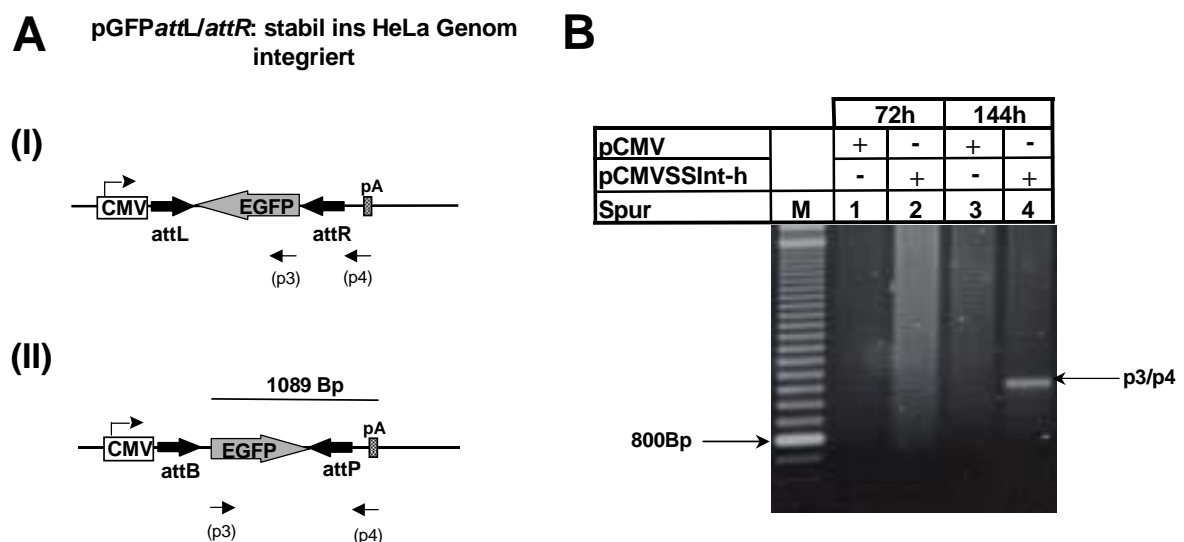 A
pGFPattL/attR: stabil ins HeLa Genom
integriert
(I)
CMV
EGFP
pA
attL
attR
(p3)
(p4)
(II)
1089 Bp
CMV
EGFP
pA
attB
attP
(p3)
(p4)
B
72h 144h
pCMV + - + -
pCMVSSInt-h - + - +
Spur M 1 2 3 4
p3/p4
800Bp